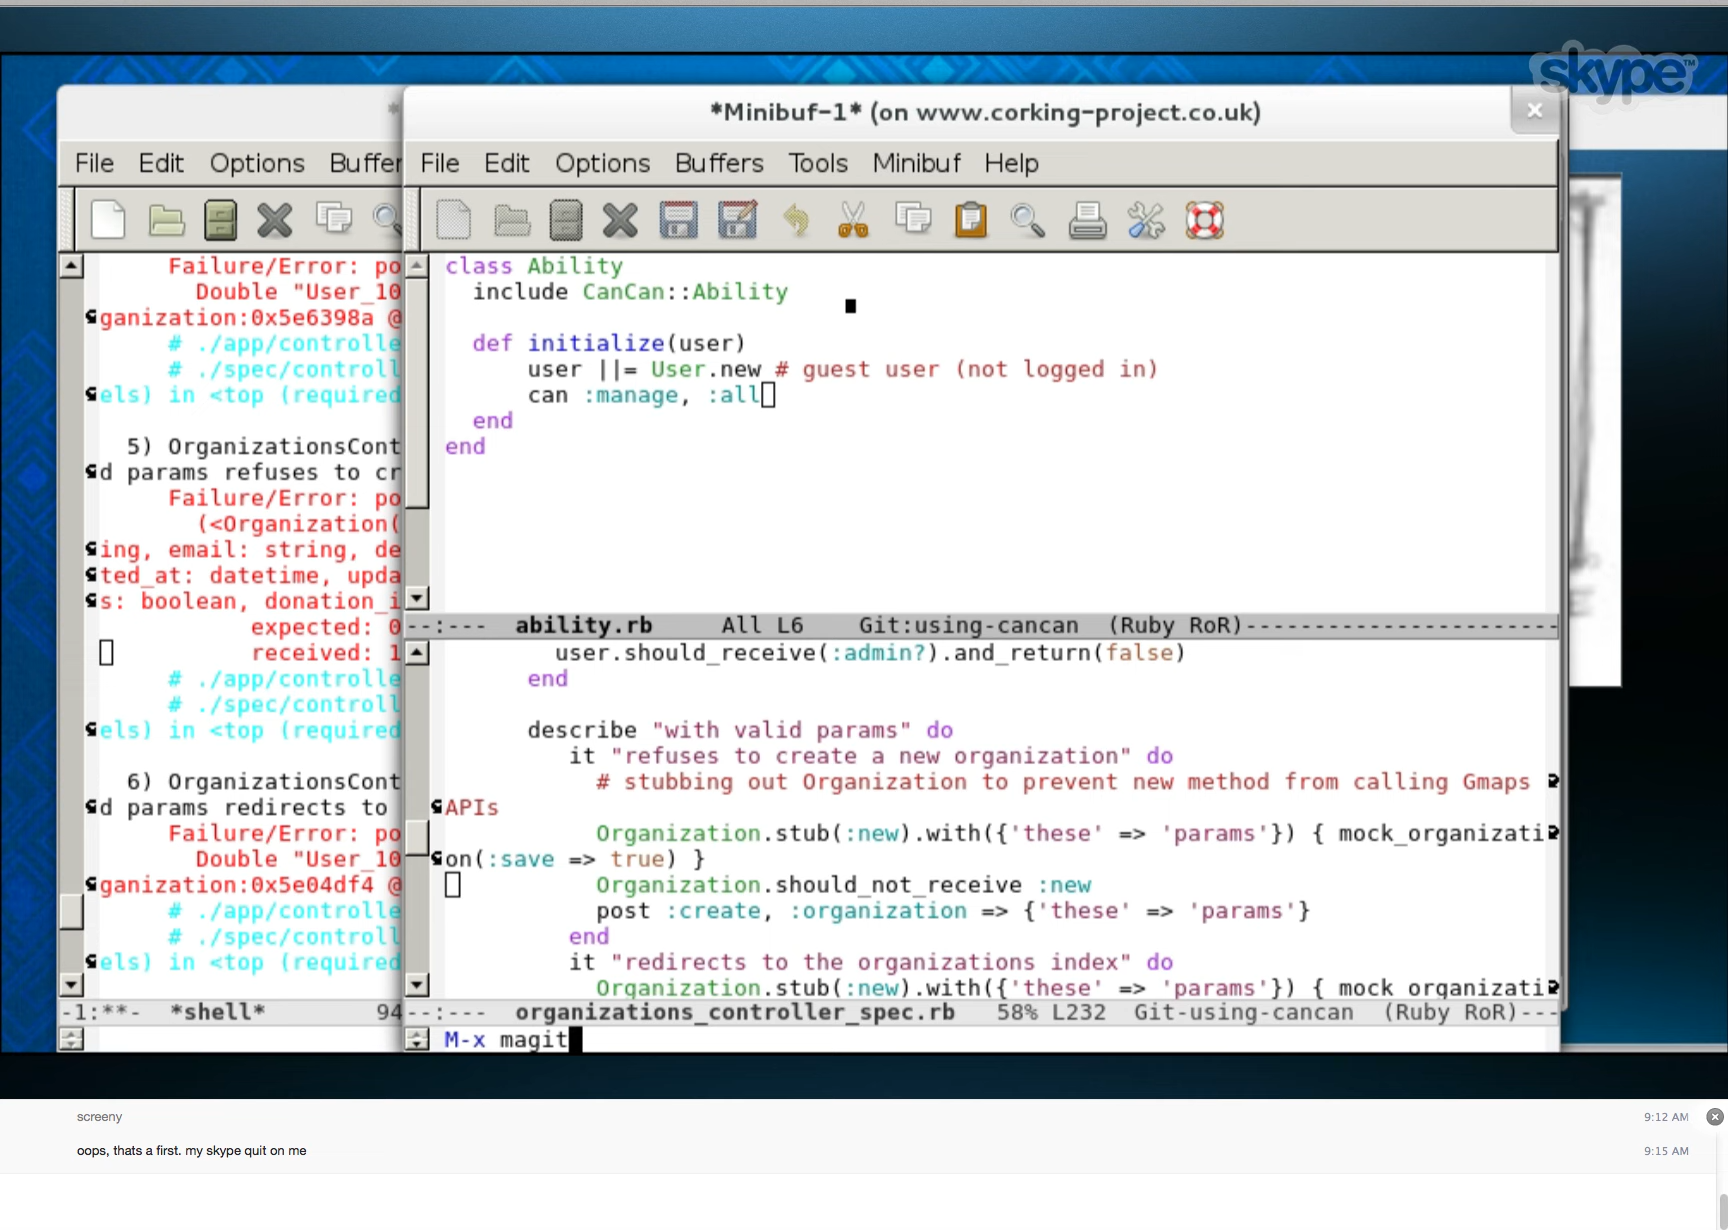 skype™
*Minibuf-1* (on www.corking-project.co.uk)
File Edit Options Buffer
File Edit Options Buffers Tools Minibuf Help
Failure/Error: po
Double "User_10
ganization:0x5e6398a @
# ./app/controlle
# ./spec/controll
els) in <top (required
5) OrganizationsCont
d params refuses to cr
Failure/Error: po
(<Organization(
ing, email: string, de
ted_at: datetime, upda
s: boolean, donation_i
expected: 0
received: 1
# ./app/controlle
# ./spec/controll
els) in <top (required
6) OrganizationsCont
d params redirects to
Failure/Error: po
Double "User_10
ganization:0x5e04df4 @
# ./app/controlle
# ./spec/controll
els) in <top (required
-1:**- *shell* 94
class Ability
include CanCan::Ability
def initialize(user)
user ||= User.new # guest user (not logged in)
can :manage, :all
end
end
--:--- ability.rb All L6 Git:using-cancan (Ruby RoR)-----------------------
user.should_receive(:admin?).and_return(false)
end
describe "with valid params" do
it "refuses to create a new organization" do
# stubbing out Organization to prevent new method from calling Gmaps
APIs
Organization.stub(:new).with({'these' => 'params'}) { mock_organizati
on(:save => true) }
Organization.should_not_receive :new
post :create, :organization => {'these' => 'params'}
end
it "redirects to the organizations index" do
Organization.stub(:new).with({'these' => 'params'}) { mock_organizati
--:--- organizations_controller_spec.rb 58% L232 Git-using-cancan (Ruby RoR)---
M-x magit
screeny 9:12 AM
oops, thats a first. my skype quit on me 9:15 AM